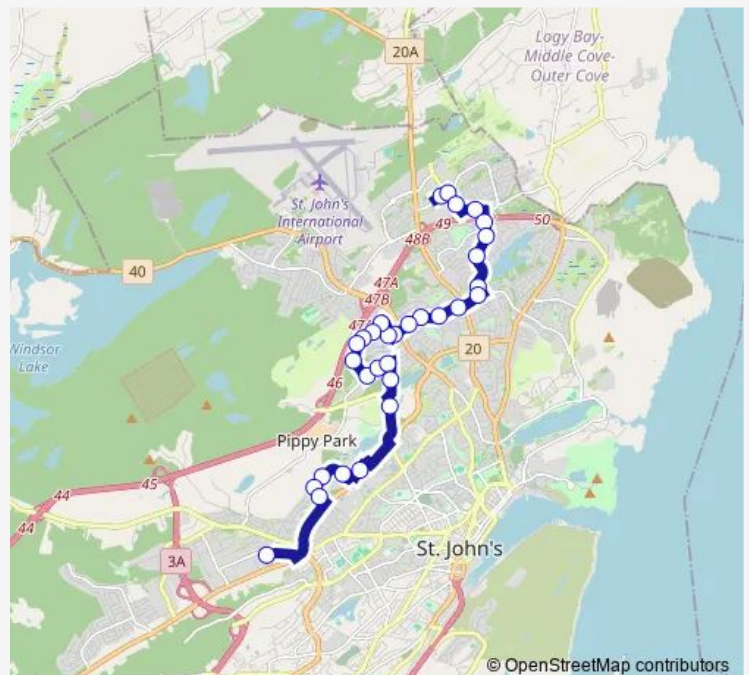 20A
Logy Bay-
Middle Cove-
Outer Cove
St. John's
International
Airport
49
50
48B
40
47A
47B
47A
Windsor
Lake
20
46
Pippy Park
45
44
44
3A
St. John's
© OpenStreetMap contributors